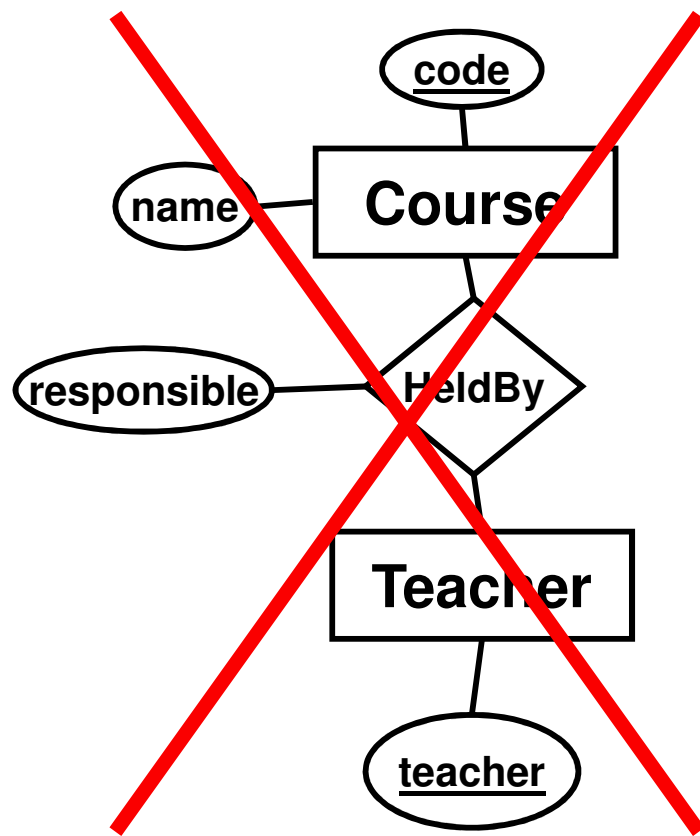 code
name
Course
responsible
HeldBy
Teacher
teacher